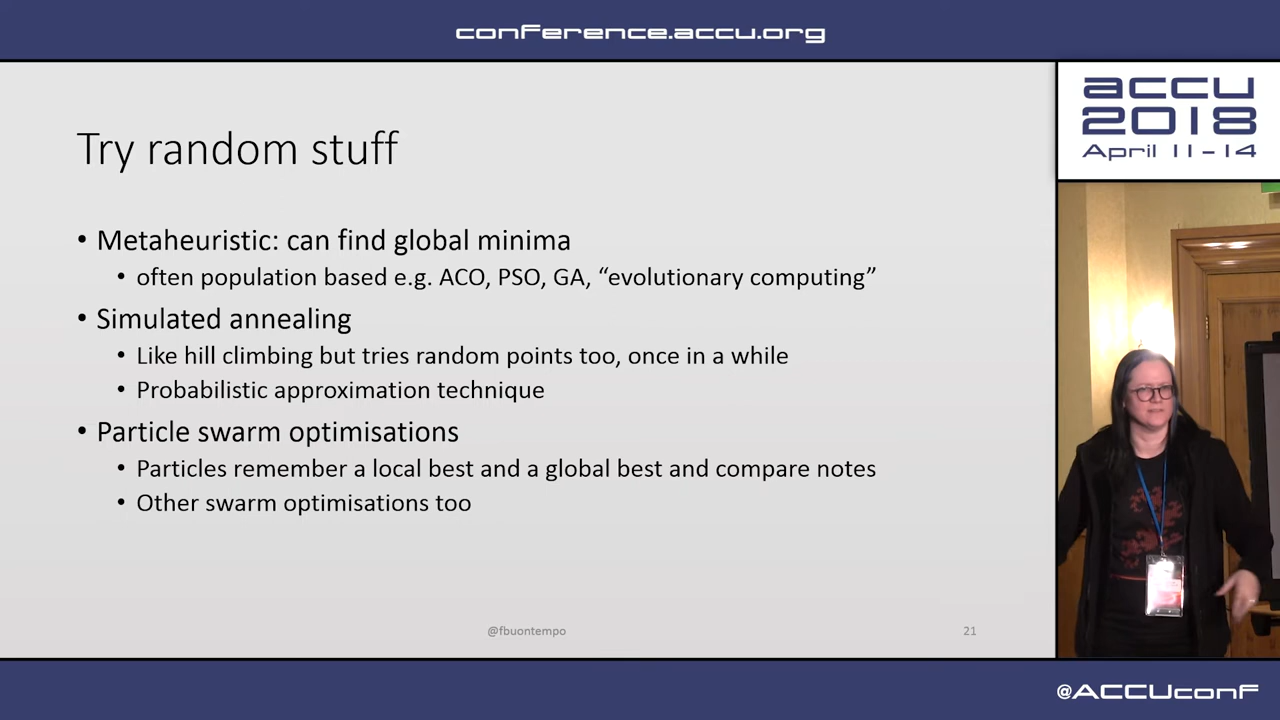 conference.accu.org
accu
2018
April 11-14
Try random stuff
• Metaheuristic: can find global minima
• often population based e.g. ACO, PSO, GA, “evolutionary computing”
• Simulated annealing
• Like hill climbing but tries random points too, once in a while
• Probabilistic approximation technique
• Particle swarm optimisations
• Particles remember a local best and a global best and compare notes
• Other swarm optimisations too
@fbuontempo
21
@ACCUconf